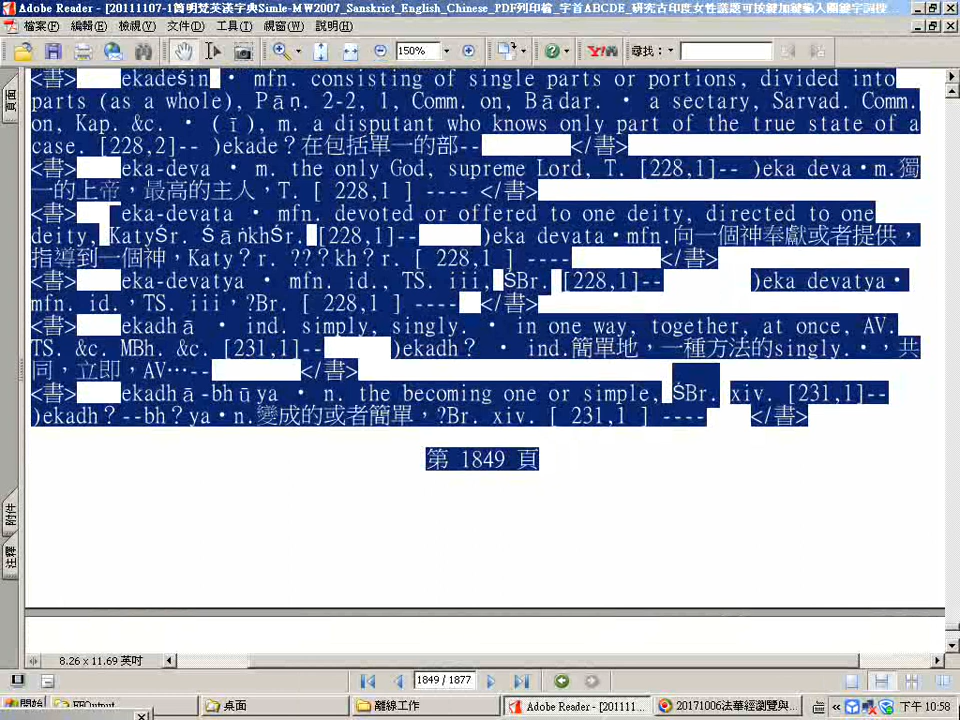 Adobe Reader - [20111107-1簡明梵英漢字典Simle-MW2007_Sanskrict_English_Chinese_PDF列印檔_字首ABCDE_研究古印度女性議題可按鍵加鍵輸入關鍵字詞搜
檔案(F) 編輯(E) 檢視(V) 文件(D) 工具(T) 視窗(W) 說明(H)
150% 尋找：
頁面
<書> ekadeśin • mfn. consisting of single parts or portions, divided into
parts (as a whole), Pāṇ. 2-2, 1, Comm. on, Bādar. • a sectary, Sarvad. Comm.
on, Kap. &c. • (ī), m. a disputant who knows only part of the true state of a
case. [228,2]-- )ekade？在包括單一的部-- </書>
<書> eka-deva • m. the only God, supreme Lord, T. [228,1]-- )eka deva•m.獨
一的上帝，最高的主人，T. [ 228,1 ] ---- </書>
<書> eka-devata • mfn. devoted or offered to one deity, directed to one
deity, KatyŚr. ŚāṅkhŚr. [228,1]-- )eka devata•mfn.向一個神奉獻或者提供，
指導到一個神，Katy？r. ???kh？r. [ 228,1 ] ---- </書>
<書> eka-devatya • mfn. id., TS. iii, ŚBr. [228,1]-- )eka devatya•
mfn. id.，TS. iii，?Br. [ 228,1 ] ---- </書>
<書> ekadhā • ind. simply, singly. • in one way, together, at once, AV.
TS. &c. MBh. &c. [231,1]-- )ekadh？ • ind.簡單地，一種方法的singly.•，共
同，立即，AV…-- </書>
<書> ekadhā-bhūya • n. the becoming one or simple, ŚBr. xiv. [231,1]--
)ekadh？--bh？ya•n.變成的或者簡單，?Br. xiv. [ 231,1 ] ---- </書>
第 1849 頁
附件
注釋
8.26 x 11.69 英吋
1849 / 1877
開始 FFOutput 桌面 離線工作 Adobe Reader - [2011... 20171006法華經瀏覽與... 下午 10:58